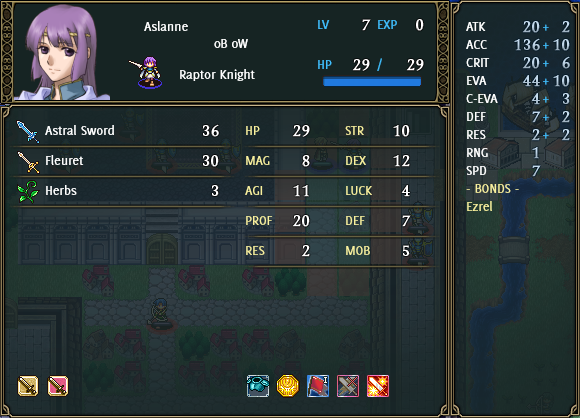 Aslanne
oB oW
Raptor Knight
LV 7 EXP 0
HP 29 / 29
Astral Sword 36
Fleuret 30
Herbs 3
HP 29 STR 10
MAG 8 DEX 12
AGI 11 LUCK 4
PROF 20 DEF 7
RES 2 MOB 5
ATK 20 + 2
ACC 136 + 10
CRIT 20 + 6
EVA 44 + 10
C-EVA 4 + 3
DEF 7 + 2
RES 2 + 2
RNG 1
SPD 7
- BONDS -
Ezrel